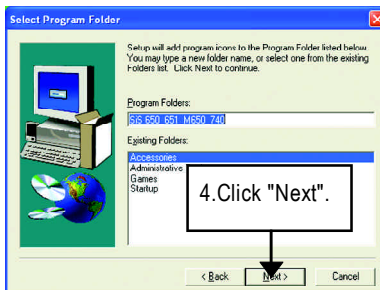 Select Program Folder
Setup will add program icons to the Program Folder listed below.
You may type a new folder name, or select one from the existing
Folders list. Click Next to continue.
Program Folders:
SiS 650_651_M650_740
Existing Folders:
Accessories
Administrative
Games
Startup
4.Click "Next".
< Back
Next >
Cancel